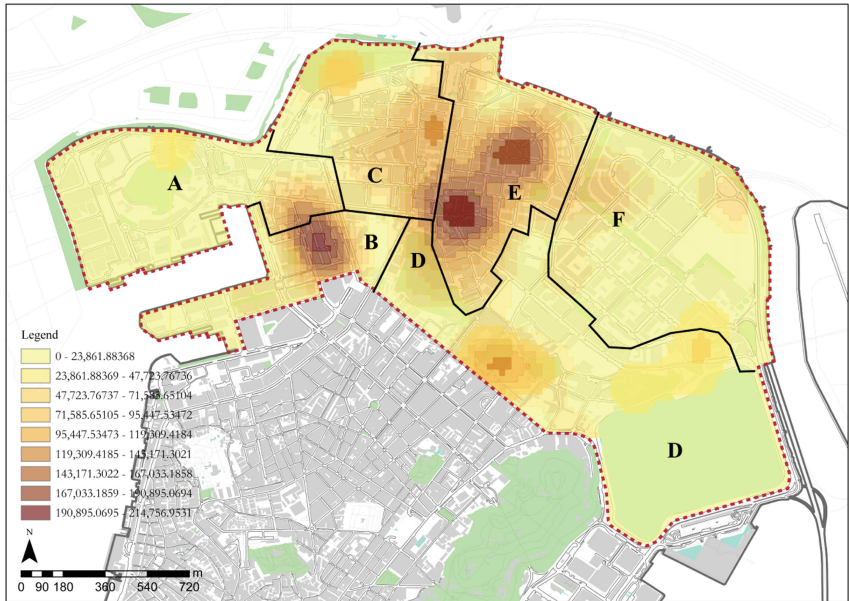 A
C
E
F
B
D
D
Legend
0 - 23,861.88368
23,861.88369 - 47,723.76736
47,723.76737 - 71,585.65104
71,585.65105 - 95,447.53472
95,447.53473 - 119,309.4184
119,309.4185 - 143,171.3021
143,171.3022 - 167,033.1858
167,033.1859 - 190,895.0694
190,895.0695 - 214,756.9531
N
m
0 90 180 360 540 720